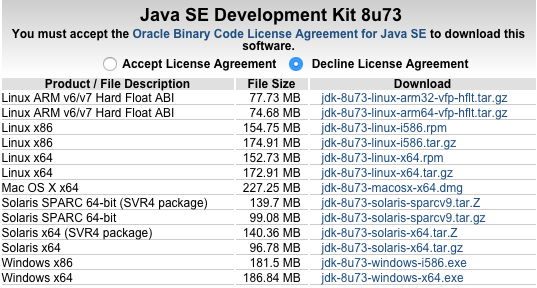 Java SE Development Kit 8u73
You must accept the Oracle Binary Code License Agreement for Java SE to download this
software.
Accept License Agreement Decline License Agreement
Product / File Description File Size Download
Linux ARM v6/v7 Hard Float ABI 77.73 MB jdk-8u73-linux-arm32-vfp-hflt.tar.gz
Linux ARM v6/v7 Hard Float ABI 74.68 MB jdk-8u73-linux-arm64-vfp-hflt.tar.gz
Linux x86 154.75 MB jdk-8u73-linux-i586.rpm
Linux x86 174.91 MB jdk-8u73-linux-i586.tar.gz
Linux x64 152.73 MB jdk-8u73-linux-x64.rpm
Linux x64 172.91 MB jdk-8u73-linux-x64.tar.gz
Mac OS X x64 227.25 MB jdk-8u73-macosx-x64.dmg
Solaris SPARC 64-bit (SVR4 package) 139.7 MB jdk-8u73-solaris-sparcv9.tar.Z
Solaris SPARC 64-bit 99.08 MB jdk-8u73-solaris-sparcv9.tar.gz
Solaris x64 (SVR4 package) 140.36 MB jdk-8u73-solaris-x64.tar.Z
Solaris x64 96.78 MB jdk-8u73-solaris-x64.tar.gz
Windows x86 181.5 MB jdk-8u73-windows-i586.exe
Windows x64 186.84 MB jdk-8u73-windows-x64.exe